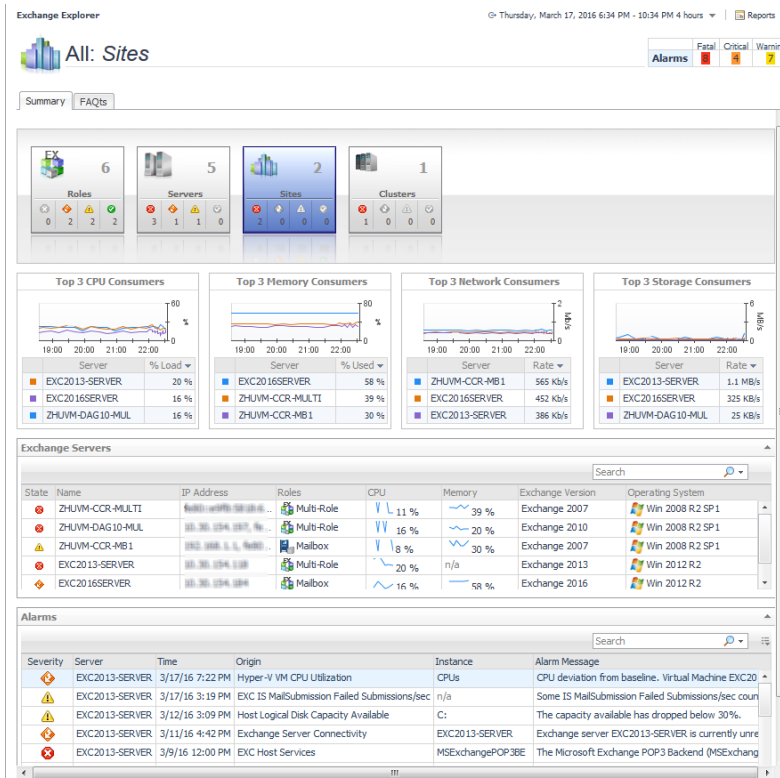 Exchange Explorer
Thursday, March 17, 2016 6:34 PM - 10:34 PM 4 hours
Reports
All: Sites
Alarms Fatal Critical Warnin
8 4 7
Summary FAQts
6 5 2 1
Roles Servers Sites Clusters
0 2 2 2 3 1 1 0 2 0 0 0 1 0 0 0
Top 3 CPU Consumers
60
%
0
19:00 20:00 21:00 22:00
Server % Load
EXC2013-SERVER 20 %
EXC2016SERVER 16 %
ZHUVM-DAG10-MUL 16 %
Top 3 Memory Consumers
80
%
0
19:00 20:00 21:00 22:00
Server % Used
EXC2016SERVER 58 %
ZHUVM-CCR-MULTI 39 %
ZHUVM-CCR-MB1 30 %
Top 3 Network Consumers
2
Mb/s
0
19:00 20:00 21:00 22:00
Server Rate
ZHUVM-CCR-MB1 565 Kb/s
EXC2016SERVER 452 Kb/s
EXC2013-SERVER 386 Kb/s
Top 3 Storage Consumers
6
MB/s
0
19:00 20:00 21:00 22:00
Server Rate
EXC2013-SERVER 1.1 MB/s
EXC2016SERVER 325 KB/s
ZHUVM-DAG10-MUL 25 KB/s
Exchange Servers
Search
State Name IP Address Roles CPU Memory Exchange Version Operating System
ZHUVM-CCR-MULTI Multi-Role 11 % 39 % Exchange 2007 Win 2008 R2 SP1
ZHUVM-DAG10-MUL Multi-Role 16 % 20 % Exchange 2010 Win 2008 R2 SP1
ZHUVM-CCR-MB1 Mailbox 8 % 30 % Exchange 2007 Win 2008 R2 SP1
EXC2013-SERVER Multi-Role 20 % n/a Exchange 2013 Win 2012 R2
EXC2016SERVER Mailbox 16 % 58 % Exchange 2016 Win 2012 R2
Alarms
Search
Severity Server Time Origin Instance Alarm Message
EXC2013-SERVER 3/17/16 7:22 PM Hyper-V VM CPU Utilization CPUs CPU deviation from baseline. Virtual Machine EXC20
EXC2013-SERVER 3/17/16 3:19 PM EXC IS MailSubmission Failed Submissions/sec n/a Some IS MailSubmission Failed Submissions/sec coun
EXC2013-SERVER 3/12/16 3:09 PM Host Logical Disk Capacity Available C: The capacity available has dropped below 30%.
EXC2013-SERVER 3/11/16 4:42 PM Exchange Server Connectivity EXC2013-SERVER Exchange server EXC2013-SERVER is currently unre
EXC2013-SERVER 3/9/16 12:00 PM EXC Host Services MSExchangePOP3BE The Microsoft Exchange POP3 Backend (MSExchang